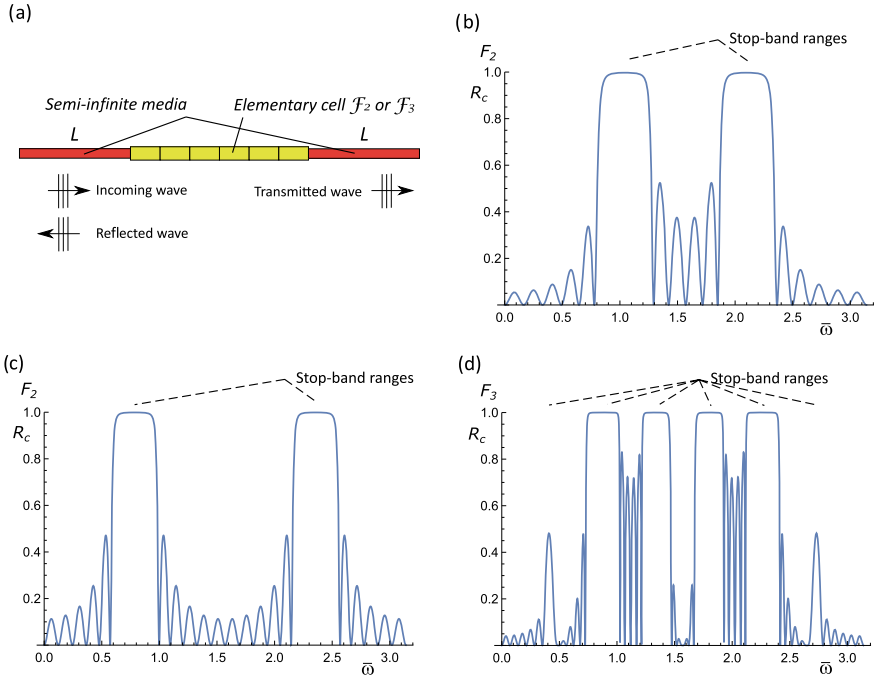 (a)
Semi-infinite media
Elementary cell F₂ or F₃
L
L
Incoming wave
Transmitted wave
Reflected wave
(b)
Stop-band ranges
F₂
R_c
1.0
0.8
0.6
0.4
0.2
0.0 0.5 1.0 1.5 2.0 2.5 3.0
ω̅
(c)
Stop-band ranges
F₂
R_c
1.0
0.8
0.6
0.4
0.2
0.0 0.5 1.0 1.5 2.0 2.5 3.0
ω̅
(d)
Stop-band ranges
F₃
R_c
1.0
0.8
0.6
0.4
0.2
0.0 0.5 1.0 1.5 2.0 2.5 3.0
ω̅